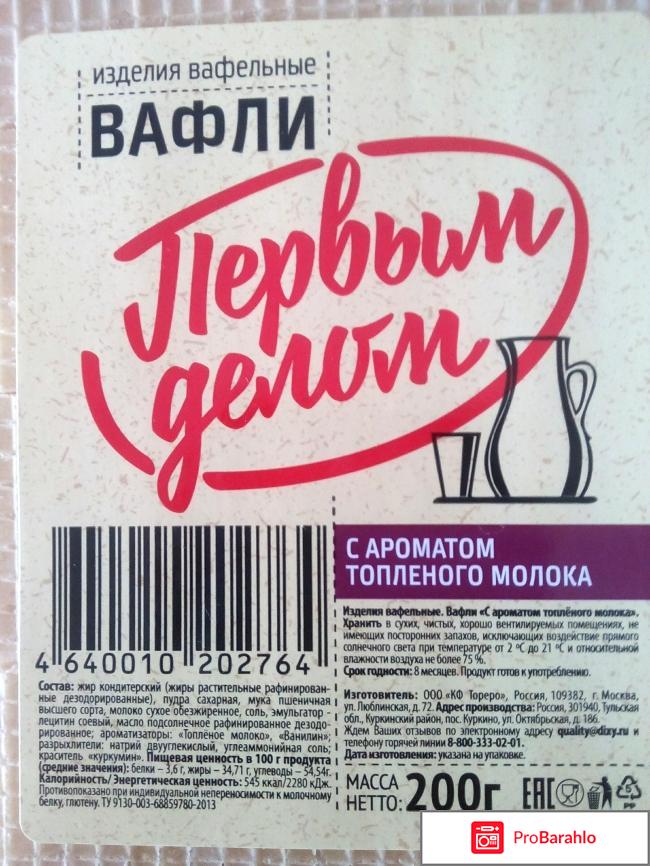 изделия вафельные
ВАФЛИ
Первым
делом
4 640010 202764
С АРОМАТОМ
ТОПЛЕНОГО МОЛОКА
Изделия вафельные. Вафли «С ароматом топлёного молока».
Хранить в сухих, чистых, хорошо вентилируемых помещениях, не
имеющих посторонних запахов, исключающих воздействие прямого
солнечного света при температуре от 2 °С до 21 °С и относительной
влажности воздуха не более 75 %.
Срок годности: 8 месяцев. Продукт готов к употреблению.
Изготовитель: ООО «КФ Тореро», Россия, 109382, г. Москва,
ул. Люблинская, д. 72. Адрес производства: Россия, 301940, Тульская
обл., Куркинский район, пос. Куркино, ул. Октябрьская, д. 186.
Ждем Ваших отзывов по электронному адресу quality@dixy.ru и
телефону горячей линии 8-800-333-02-01.
Дата изготовления: указана на упаковке.
Состав: жир кондитерский (жиры растительные рафинирован-
ные дезодорированные), пудра сахарная, мука пшеничная
высшего сорта, молоко сухое обезжиренное, соль, эмульгатор -
лецитин соевый, масло подсолнечное рафинированное дезодо-
рированное; ароматизаторы: «Топлёное молоко», «Ванилин»;
разрыхлители: натрий двууглекислый, углеаммонийная соль;
краситель «куркумин». Пищевая ценность в 100 г продукта
(средние значения): белки – 3,6 г, жиры – 34,71 г, углеводы – 54,54г.
Калорийность/ Энергетическая ценность: 545 ккал/2280 кДж.
Противопоказано при индивидуальной непереносимости к молочному
белку, глютену. ТУ 9130-003-68859780-2013
МАССА
НЕТТО: 200г
EAC
5
PP
ProBarahlo